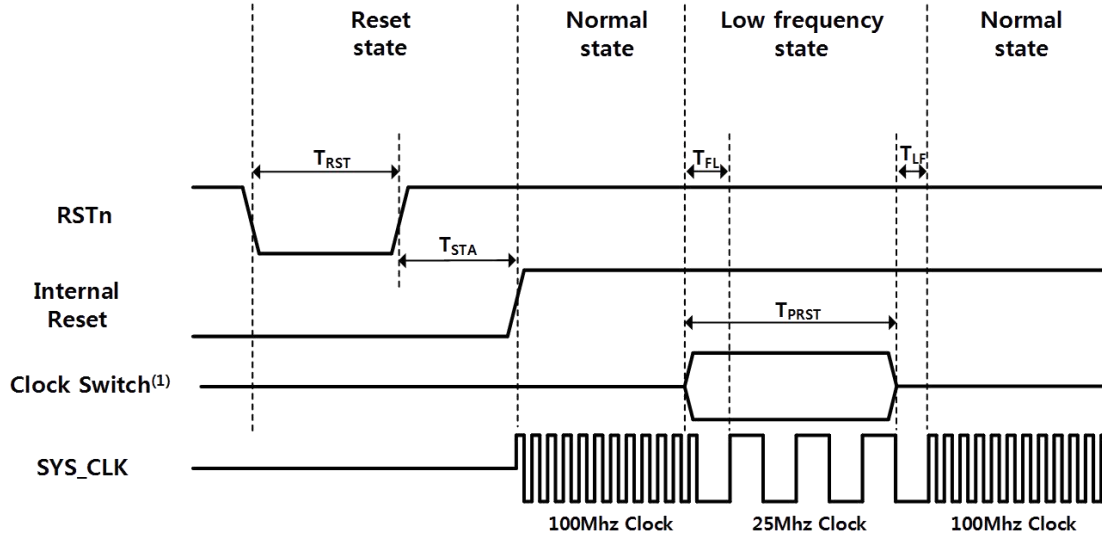 Reset
state
Normal
state
Low frequency
state
Normal
state
TRST
TFL
TLF
RSTn
TSTA
Internal
Reset
TPRST
Clock Switch(1)
SYS_CLK
100Mhz Clock
25Mhz Clock
100Mhz Clock